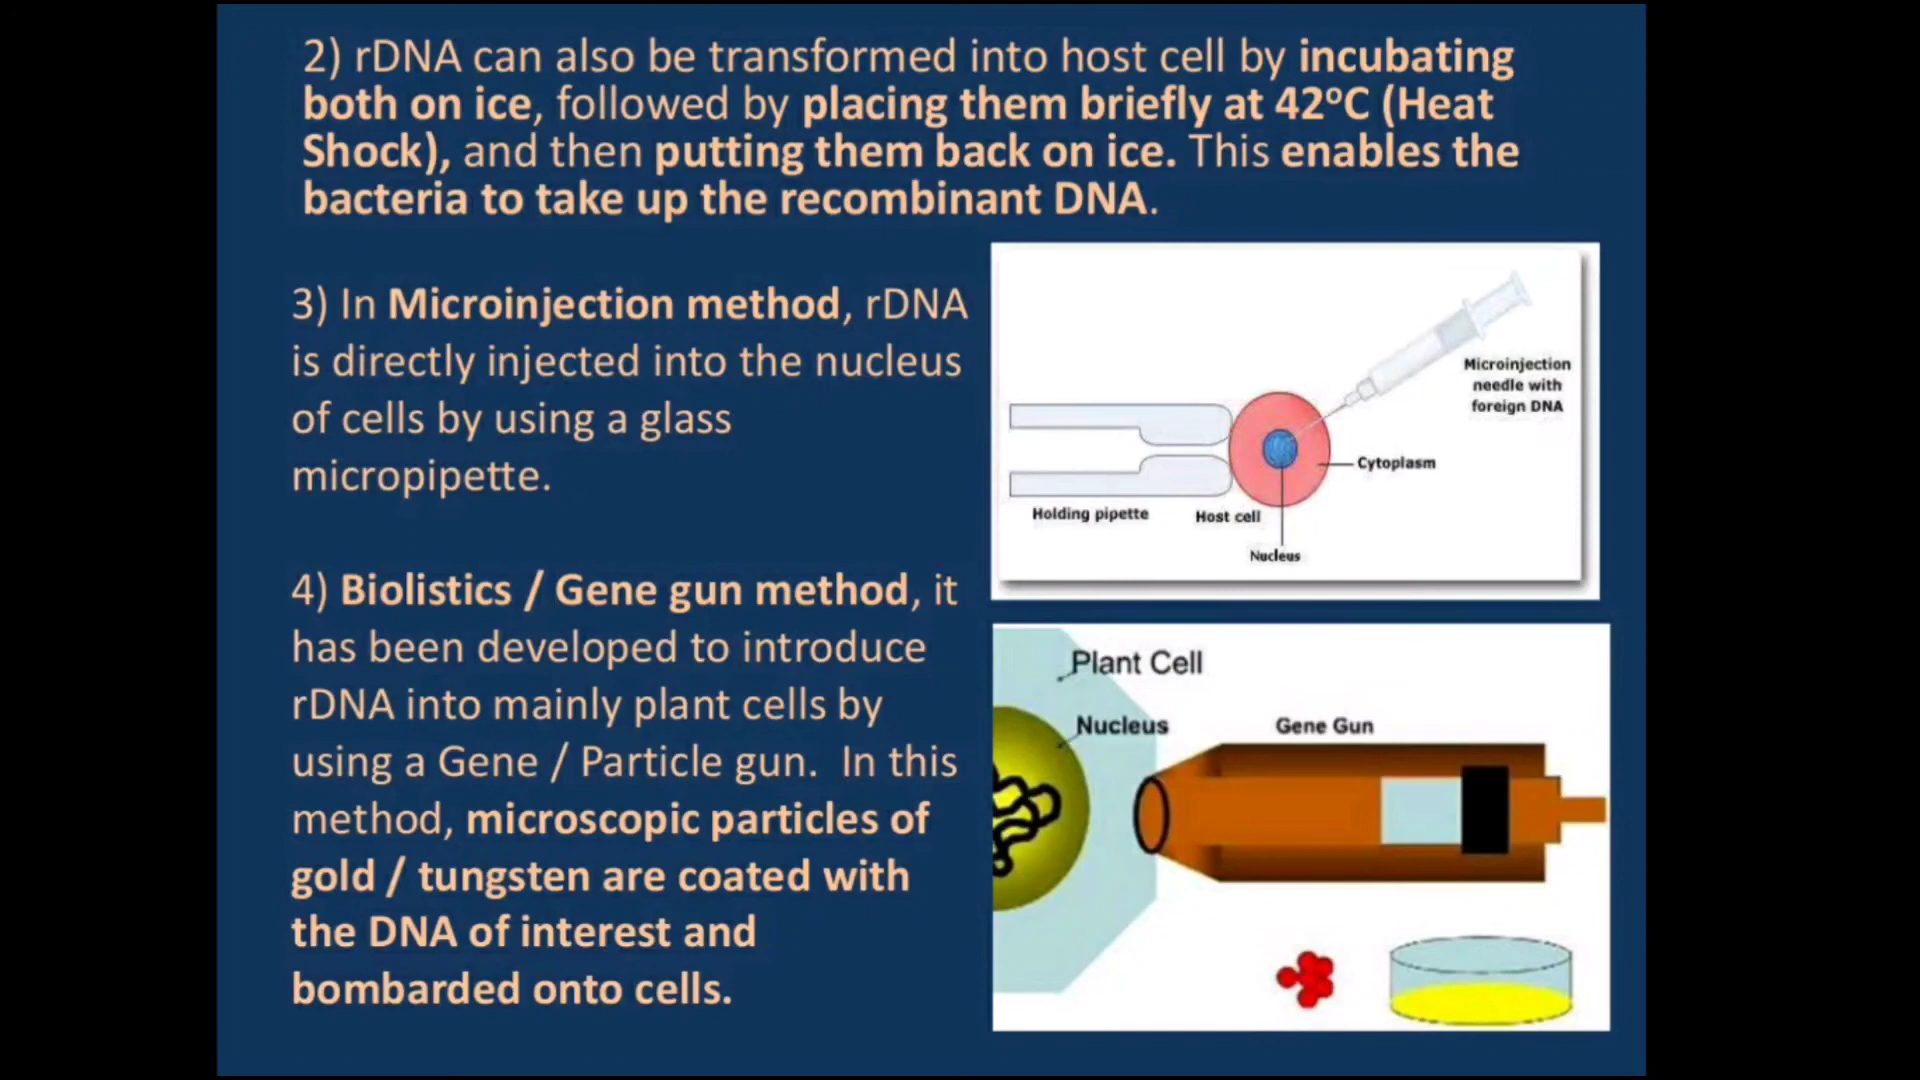 2) rDNA can also be transformed into host cell by incubating
both on ice, followed by placing them briefly at 42ºC (Heat
Shock), and then putting them back on ice. This enables the
bacteria to take up the recombinant DNA.
3) In Microinjection method, rDNA
is directly injected into the nucleus
of cells by using a glass
micropipette.
Microinjection
needle with
foreign DNA
Cytoplasm
Holding pipette
Host cell
Nucleus
4) Biolistics / Gene gun method, it
has been developed to introduce
rDNA into mainly plant cells by
using a Gene / Particle gun. In this
method, microscopic particles of
gold / tungsten are coated with
the DNA of interest and
bombarded onto cells.
Plant Cell
Nucleus
Gene Gun